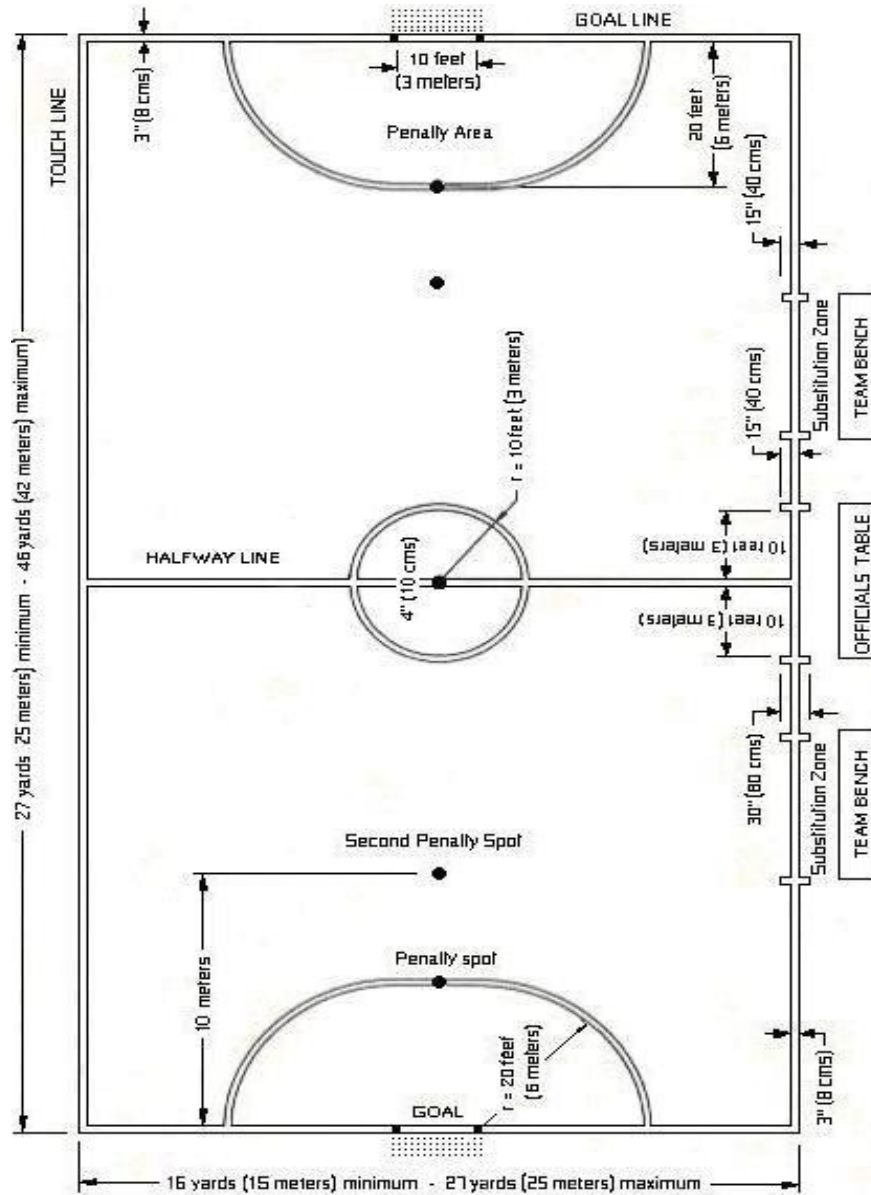 GOAL LINE
10 feet
(3 meters)
TOUCH LINE
3" (8 cms)
Penally Area
20 feet
(6 meters)
15" (40 cms)
Substitution Zone
TEAM BENCH
15" (40 cms)
r = 10 feet (3 meters)
27 yards 25 meters) minimum - 46 yards (42 meters) maximum)
HALFWAY LINE
4" (10 cms)
10 feet (3 meters)
10 feet (3 meters)
OFFICIALS TABLE
30" (80 cms)
Substitution Zone
TEAM BENCH
Second Penally Spot
Penally spot
10 meters
r = 20 feet
(6 meters)
GOAL
3" (8 cms)
16 yards (15 meters) minimum - 27 yards (25 meters) maximum